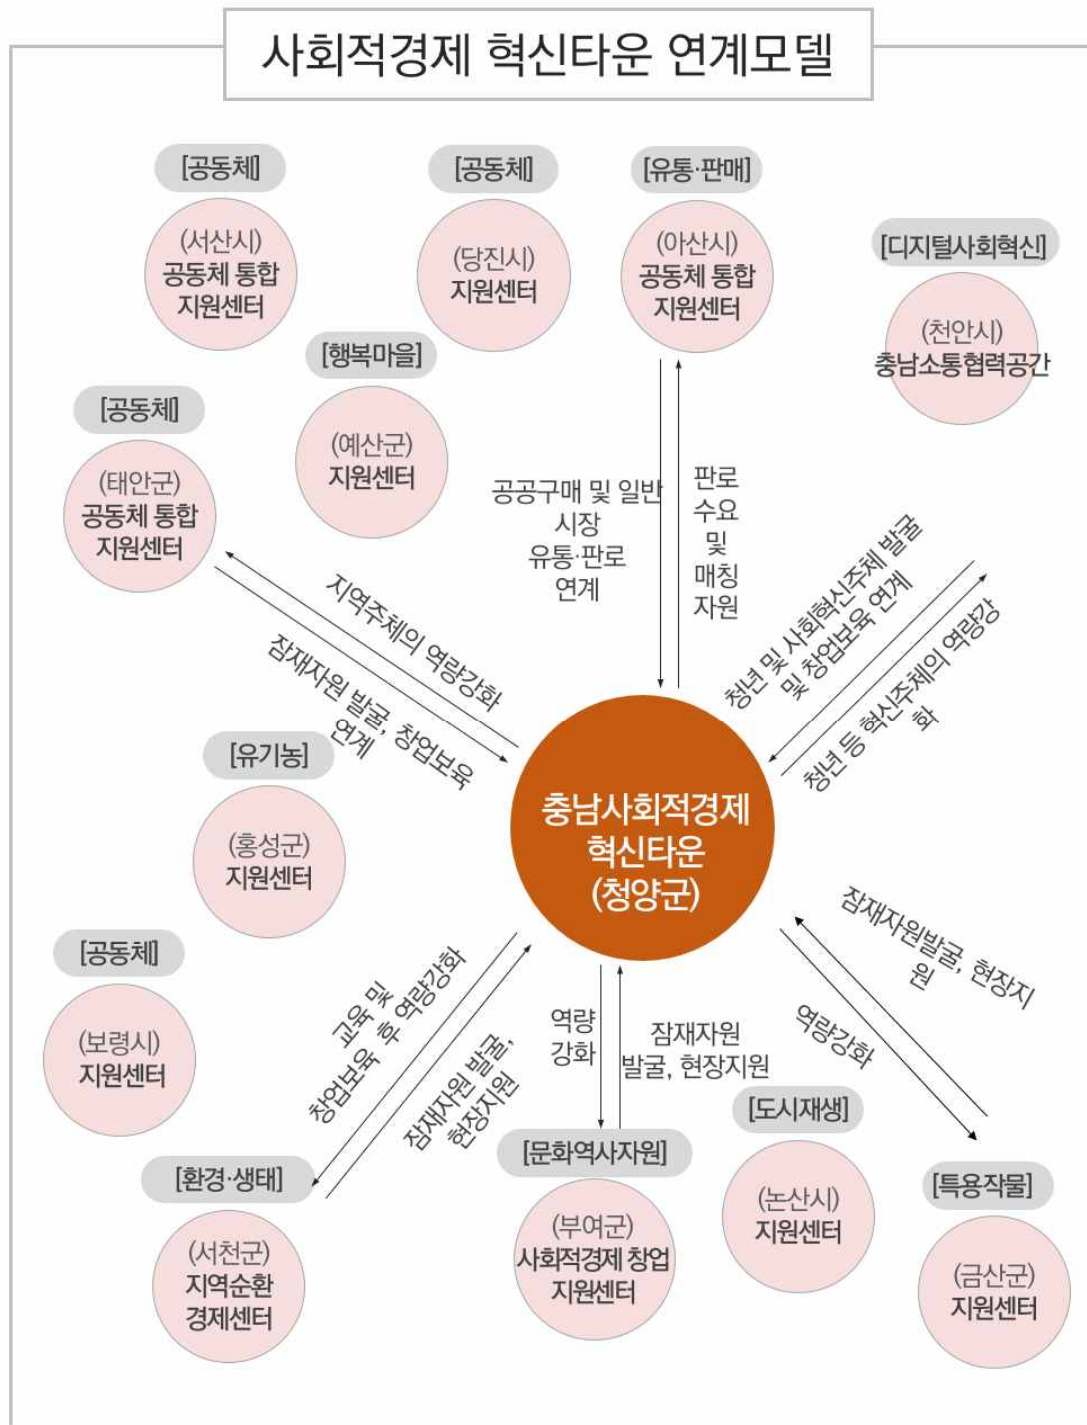 사회적경제 혁신타운 연계모델
[공동체]
(서산시)
공동체 통합
지원센터
[공동체]
(당진시)
지원센터
[유통·판매]
(아산시)
공동체 통합
지원센터
[디지털사회혁신]
(천안시)
충남소통협력공간
[행복마을]
(예산군)
지원센터
[공동체]
(태안군)
공동체 통합
지원센터
공공구매 및 일반
시장
유통·판로
연계
판로
수요
및
매칭
자원
청년 및 사회혁신주체 발굴
및 창업보육 연계
청년 등 혁신주체의 역량강
화
지역주체의 역량강화
잠재자원 발굴, 창업보육
연계
[유기농]
(홍성군)
지원센터
충남사회적경제
혁신타운
(청양군)
[공동체]
(보령시)
지원센터
교육 및
창업보육 후 역량강화
잠재자원 발굴,
현장지원
역량
강화
잠재자원
발굴, 현장지원
잠재자원발굴, 현장지
원
역량강화
[환경·생태]
(서천군)
지역순환
경제센터
[문화역사자원]
(부여군)
사회적경제 창업
지원센터
[도시재생]
(논산시)
지원센터
[특용작물]
(금산군)
지원센터